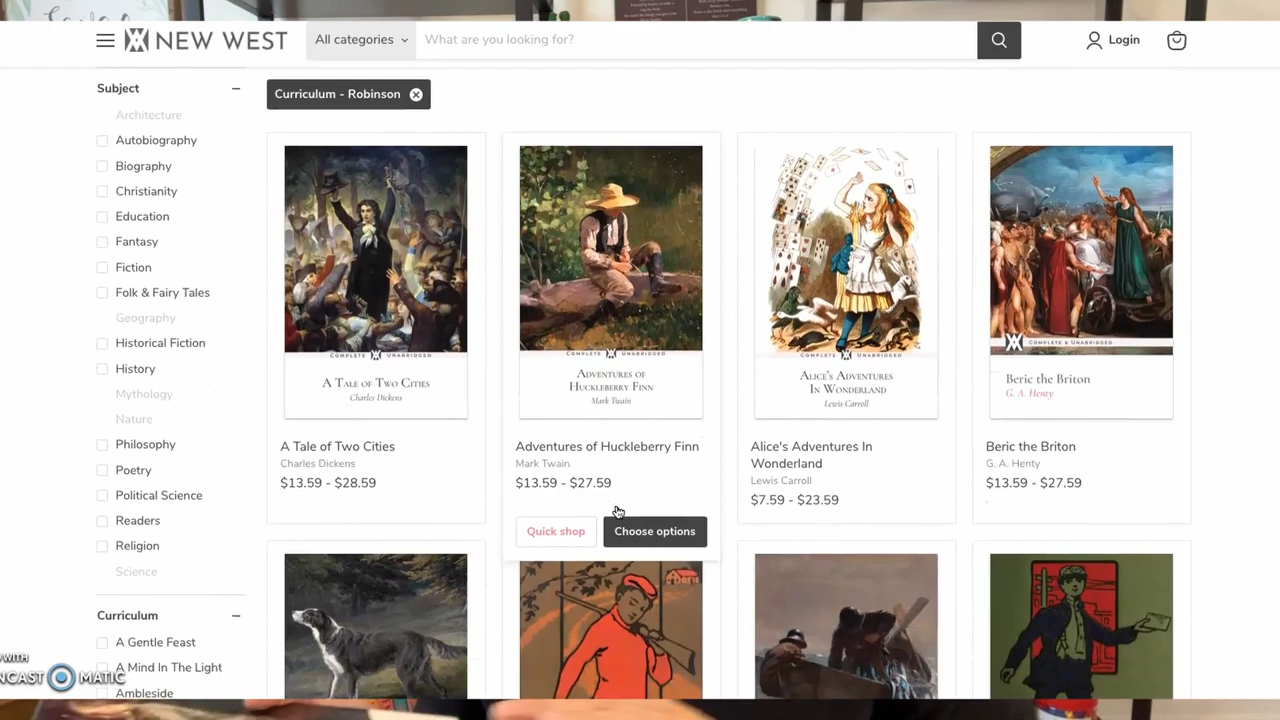 NEW WEST
All categories
What are you looking for?
Login
Subject
Architecture
Autobiography
Biography
Christianity
Education
Fantasy
Fiction
Folk & Fairy Tales
Geography
Historical Fiction
History
Mythology
Nature
Philosophy
Poetry
Political Science
Readers
Religion
Science
Curriculum
A Gentle Feast
A Mind In The Light
Ambleside
Curriculum - Robinson
COMPLETE & UNABRIDGED
A TALE OF TWO CITIES
Charles Dickens
A Tale of Two Cities
Charles Dickens
$13.59 - $28.59
COMPLETE & UNABRIDGED
ADVENTURES OF
HUCKLEBERRY FINN
Mark Twain
Adventures of Huckleberry Finn
Mark Twain
$13.59 - $27.59
Quick shop
Choose options
COMPLETE & UNABRIDGED
ALICE'S ADVENTURES
IN WONDERLAND
Lewis Carroll
Alice's Adventures In
Wonderland
Lewis Carroll
$7.59 - $23.59
COMPLETE & UNABRIDGED
Beric the Briton
G. A. Henty
Beric the Briton
G. A. Henty
$13.59 - $27.59
WITH
NCAST MATIC